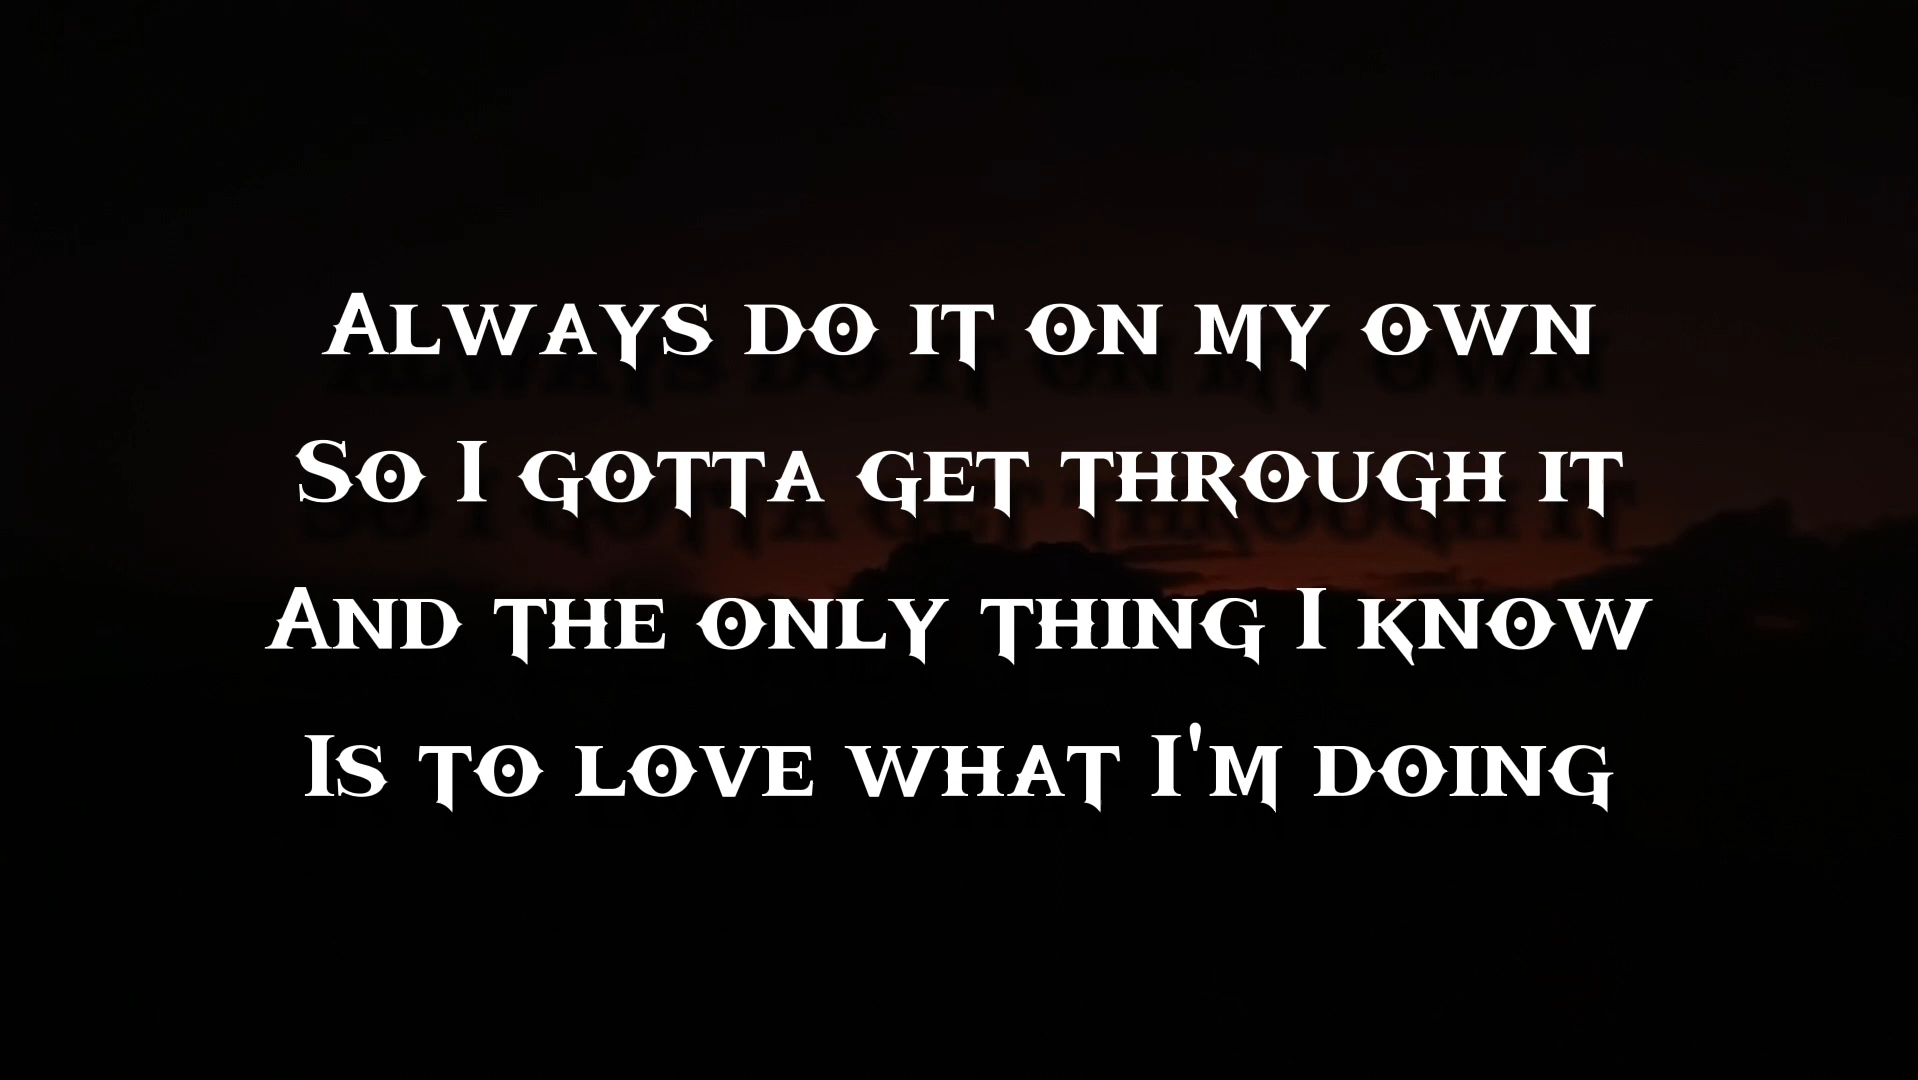 Always do it on my own
So I gotta get through it
And the only thing I know
Is to love what I'm doing